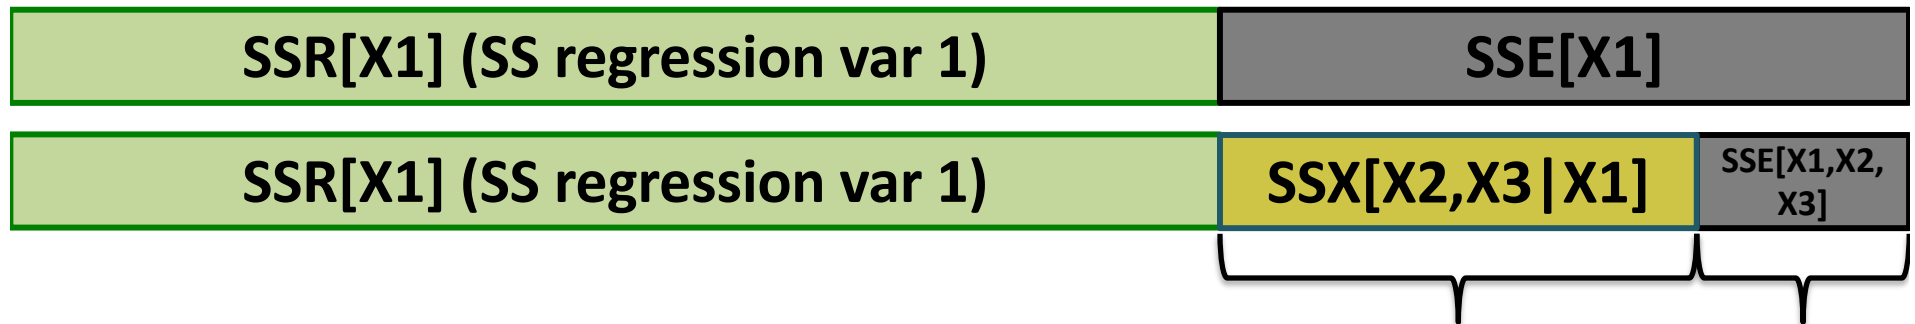 SSR[X1] (SS regression var 1) SSE[X1]
SSR[X1] (SS regression var 1) SSX[X2,X3|X1] SSE[X1,X2,
X3]